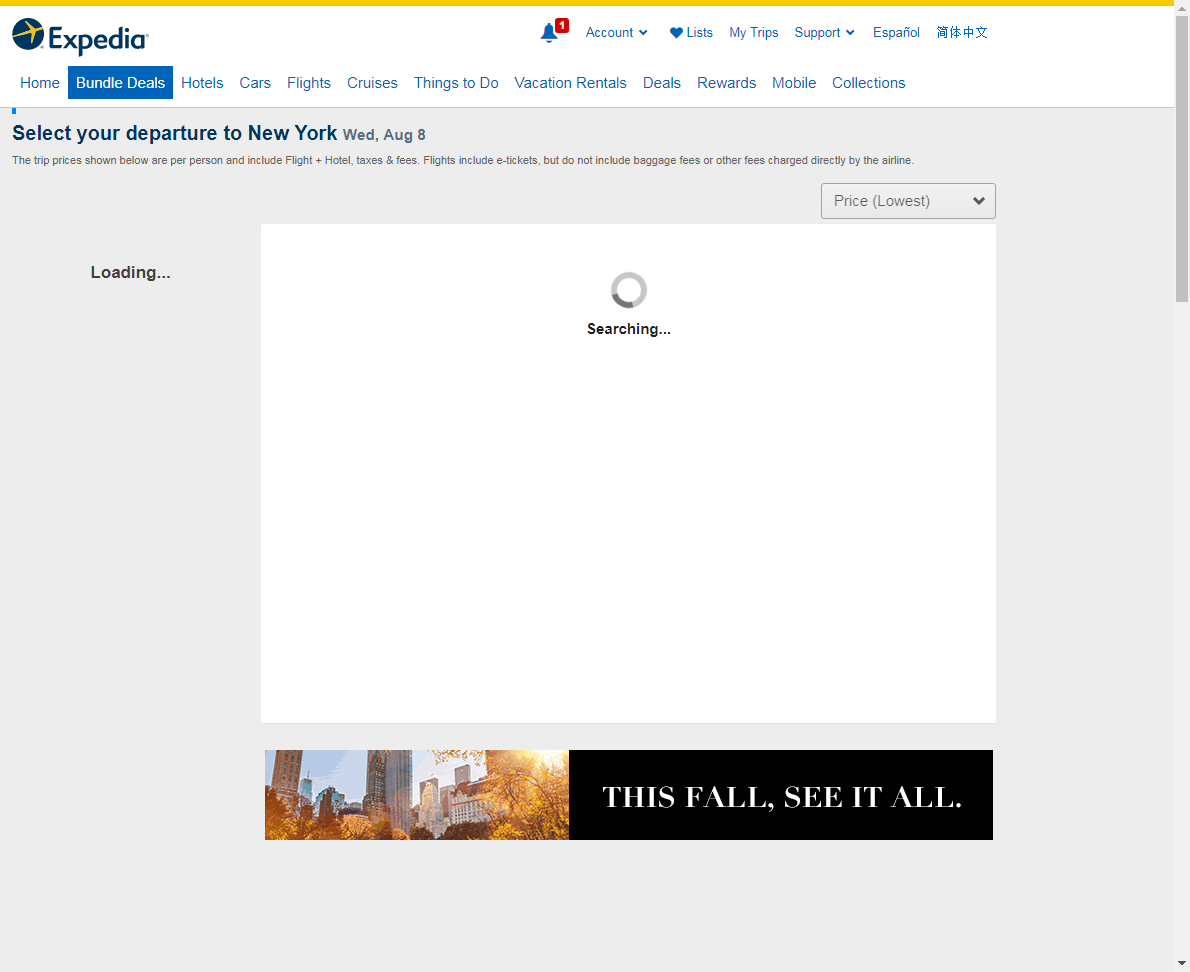 Expedia
1
Account
Lists
My Trips
Support
Español
简体中文
Home
Bundle Deals
Hotels
Cars
Flights
Cruises
Things to Do
Vacation Rentals
Deals
Rewards
Mobile
Collections
Select your departure to New York Wed, Aug 8
The trip prices shown below are per person and include Flight + Hotel, taxes & fees. Flights include e-tickets, but do not include baggage fees or other fees charged directly by the airline.
Price (Lowest)
Loading...
Searching...
THIS FALL, SEE IT ALL.